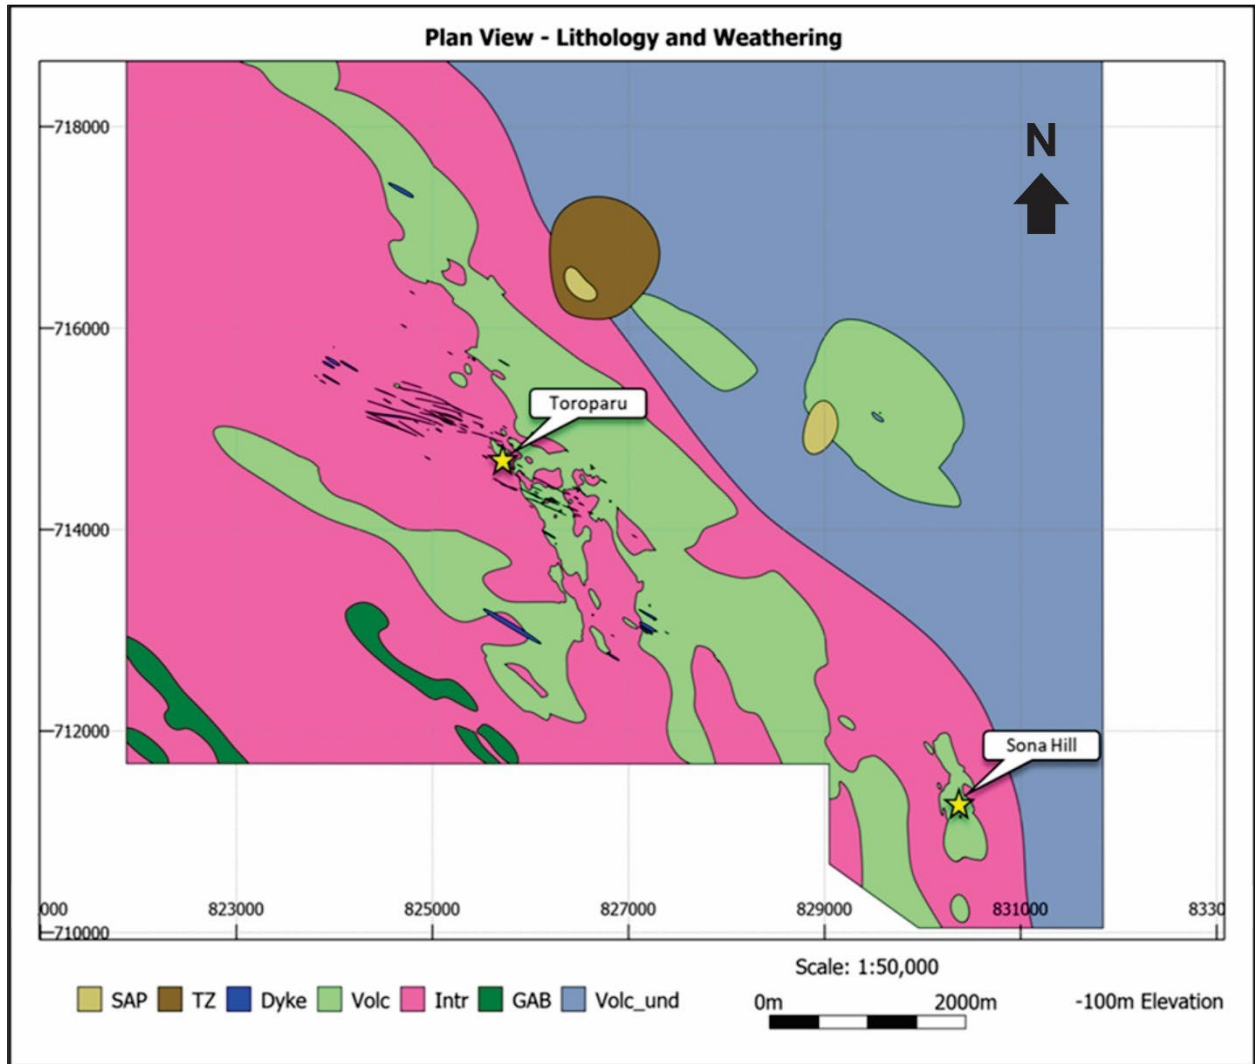 Plan View - Lithology and Weathering
718000
N
716000
Toroparu
714000
712000
Sona Hill
000 823000 825000 827000 829000 831000 8330
710000
Scale: 1:50,000
SAP TZ Dyke Volc Intr GAB Volc_und 0m 2000m -100m Elevation